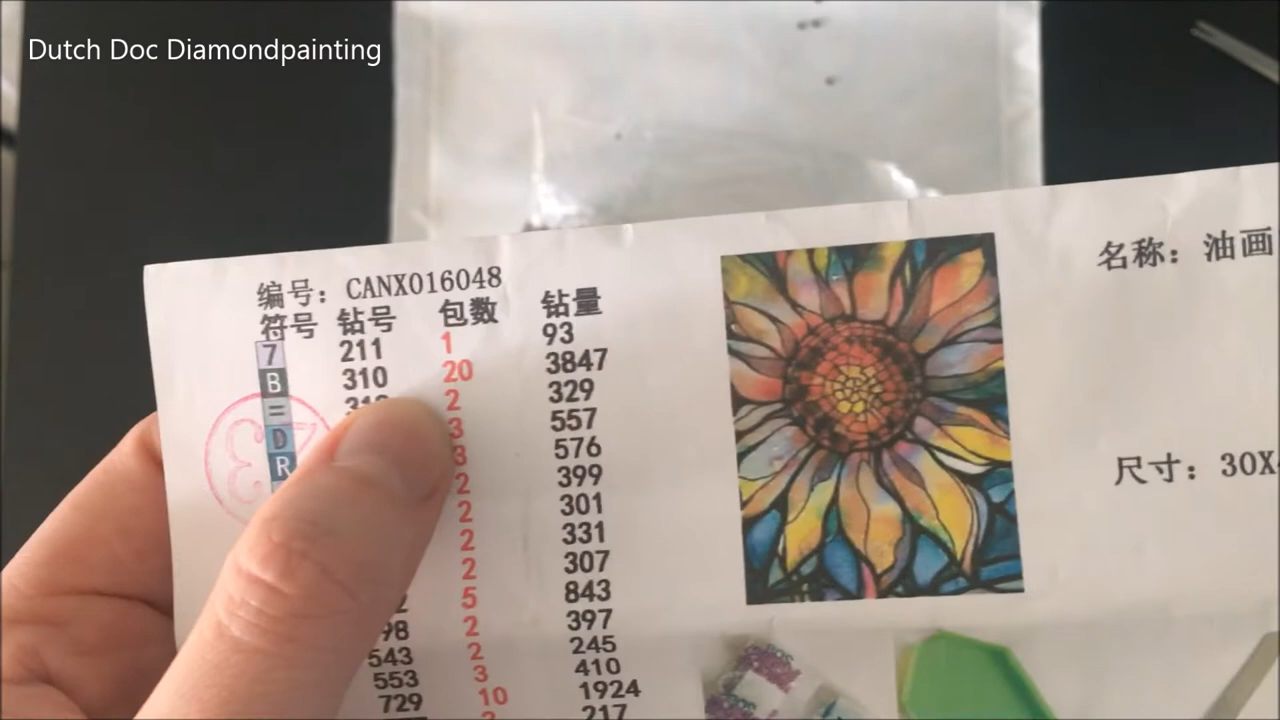 Dutch Doc Diamondpainting
编号: CANX016048
符号 钻号 包数 钻量
7 211 1 93
B 310 20 3847
= 2 329
D 3 557
R 3 576
2 399
2 301
2 331
2 307
5 843
98 2 397
543 2 245
553 3 410
729 10 1924
217
名称: 油画
尺寸: 30X